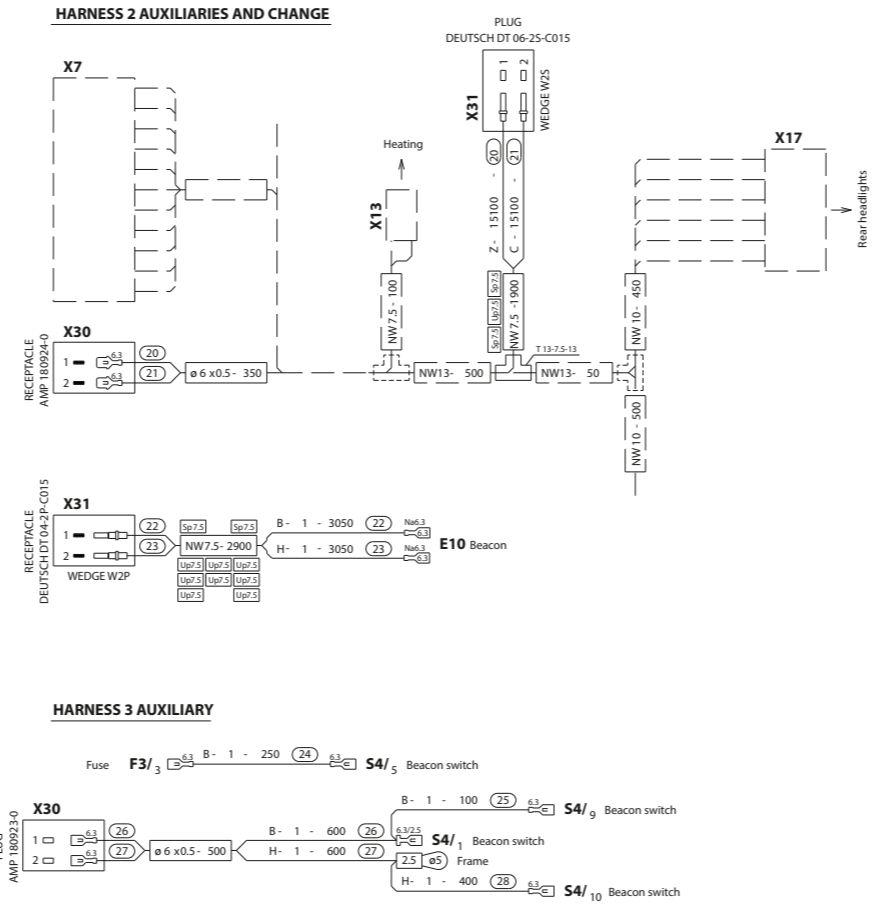 HARNESS 2 AUXILIARIES AND CHANGE
PLUG
DEUTSCH DT 06-2S-C015
X7
X31
1 2
WEDGE W2S
X17
Heating
X13
Z - 15100 - 20
C - 15100 - 21
Rear headlights
NW 7.5 - 100
Sp7.5 Up7.5 Sp7.5
NW 7.5 -1900
NW 10 - 450
T 13-7.5-13
X30
RECEPTACLE
AMP 180924-0
1 6.3 20
2 6.3 21
ø 6 x0.5 - 350
NW13- 500
NW13- 50
NW 10 - 500
X31
RECEPTACLE
DEUTSCH DT 04-2P-C015
1 22
2 23
WEDGE W2P
Sp7.5 Sp7.5
NW7.5- 2900
Up7.5 Up7.5 Up7.5
Up7.5 Up7.5 Up7.5
Up7.5 Up7.5
B - 1 - 3050 22 Na6.3 6.3
H- 1 - 3050 23 Na6.3 6.3
E10 Beacon
HARNESS 3 AUXILIARY
Fuse F3/3 6.3 B - 1 - 250 24 6.3 S4/5 Beacon switch
X30
AMP 180923-0
1 6.3 26
2 6.3 27
ø 6 x0.5 - 500
B - 1 - 100 25 6.3 S4/9 Beacon switch
B - 1 - 600 26 6.3/2.5 S4/1 Beacon switch
H- 1 - 600 27 2.5 ø5 Frame
H- 1 - 400 28 6.3 S4/10 Beacon switch